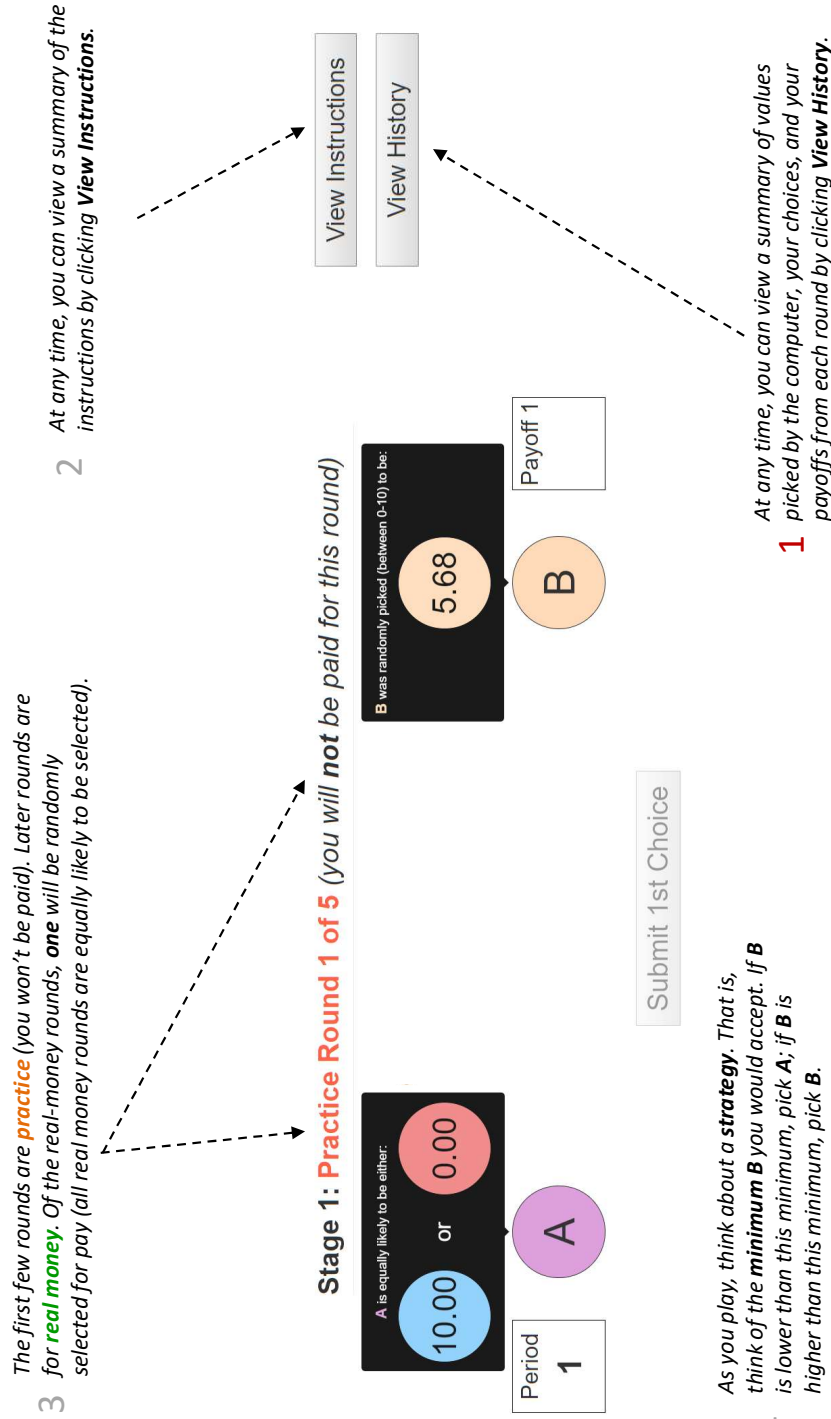 3
The first few rounds are practice (you won't be paid). Later rounds are
for real money. Of the real-money rounds, one will be randomly
selected for pay (all real money rounds are equally likely to be selected).
2
At any time, you can view a summary of the
instructions by clicking View Instructions.
Stage 1: Practice Round 1 of 5 (you will not be paid for this round)
View Instructions
View History
A is equally likely to be either:
10.00 or 0.00
B was randomly picked (between 0-10) to be:
5.68
Period
1
A
B
Payoff 1
Submit 1st Choice
As you play, think about a strategy. That is,
think of the minimum B you would accept. If B
is lower than this minimum, pick A; if B is
higher than this minimum, pick B.
1
At any time, you can view a summary of values
picked by the computer, your choices, and your
payoffs from each round by clicking View History.